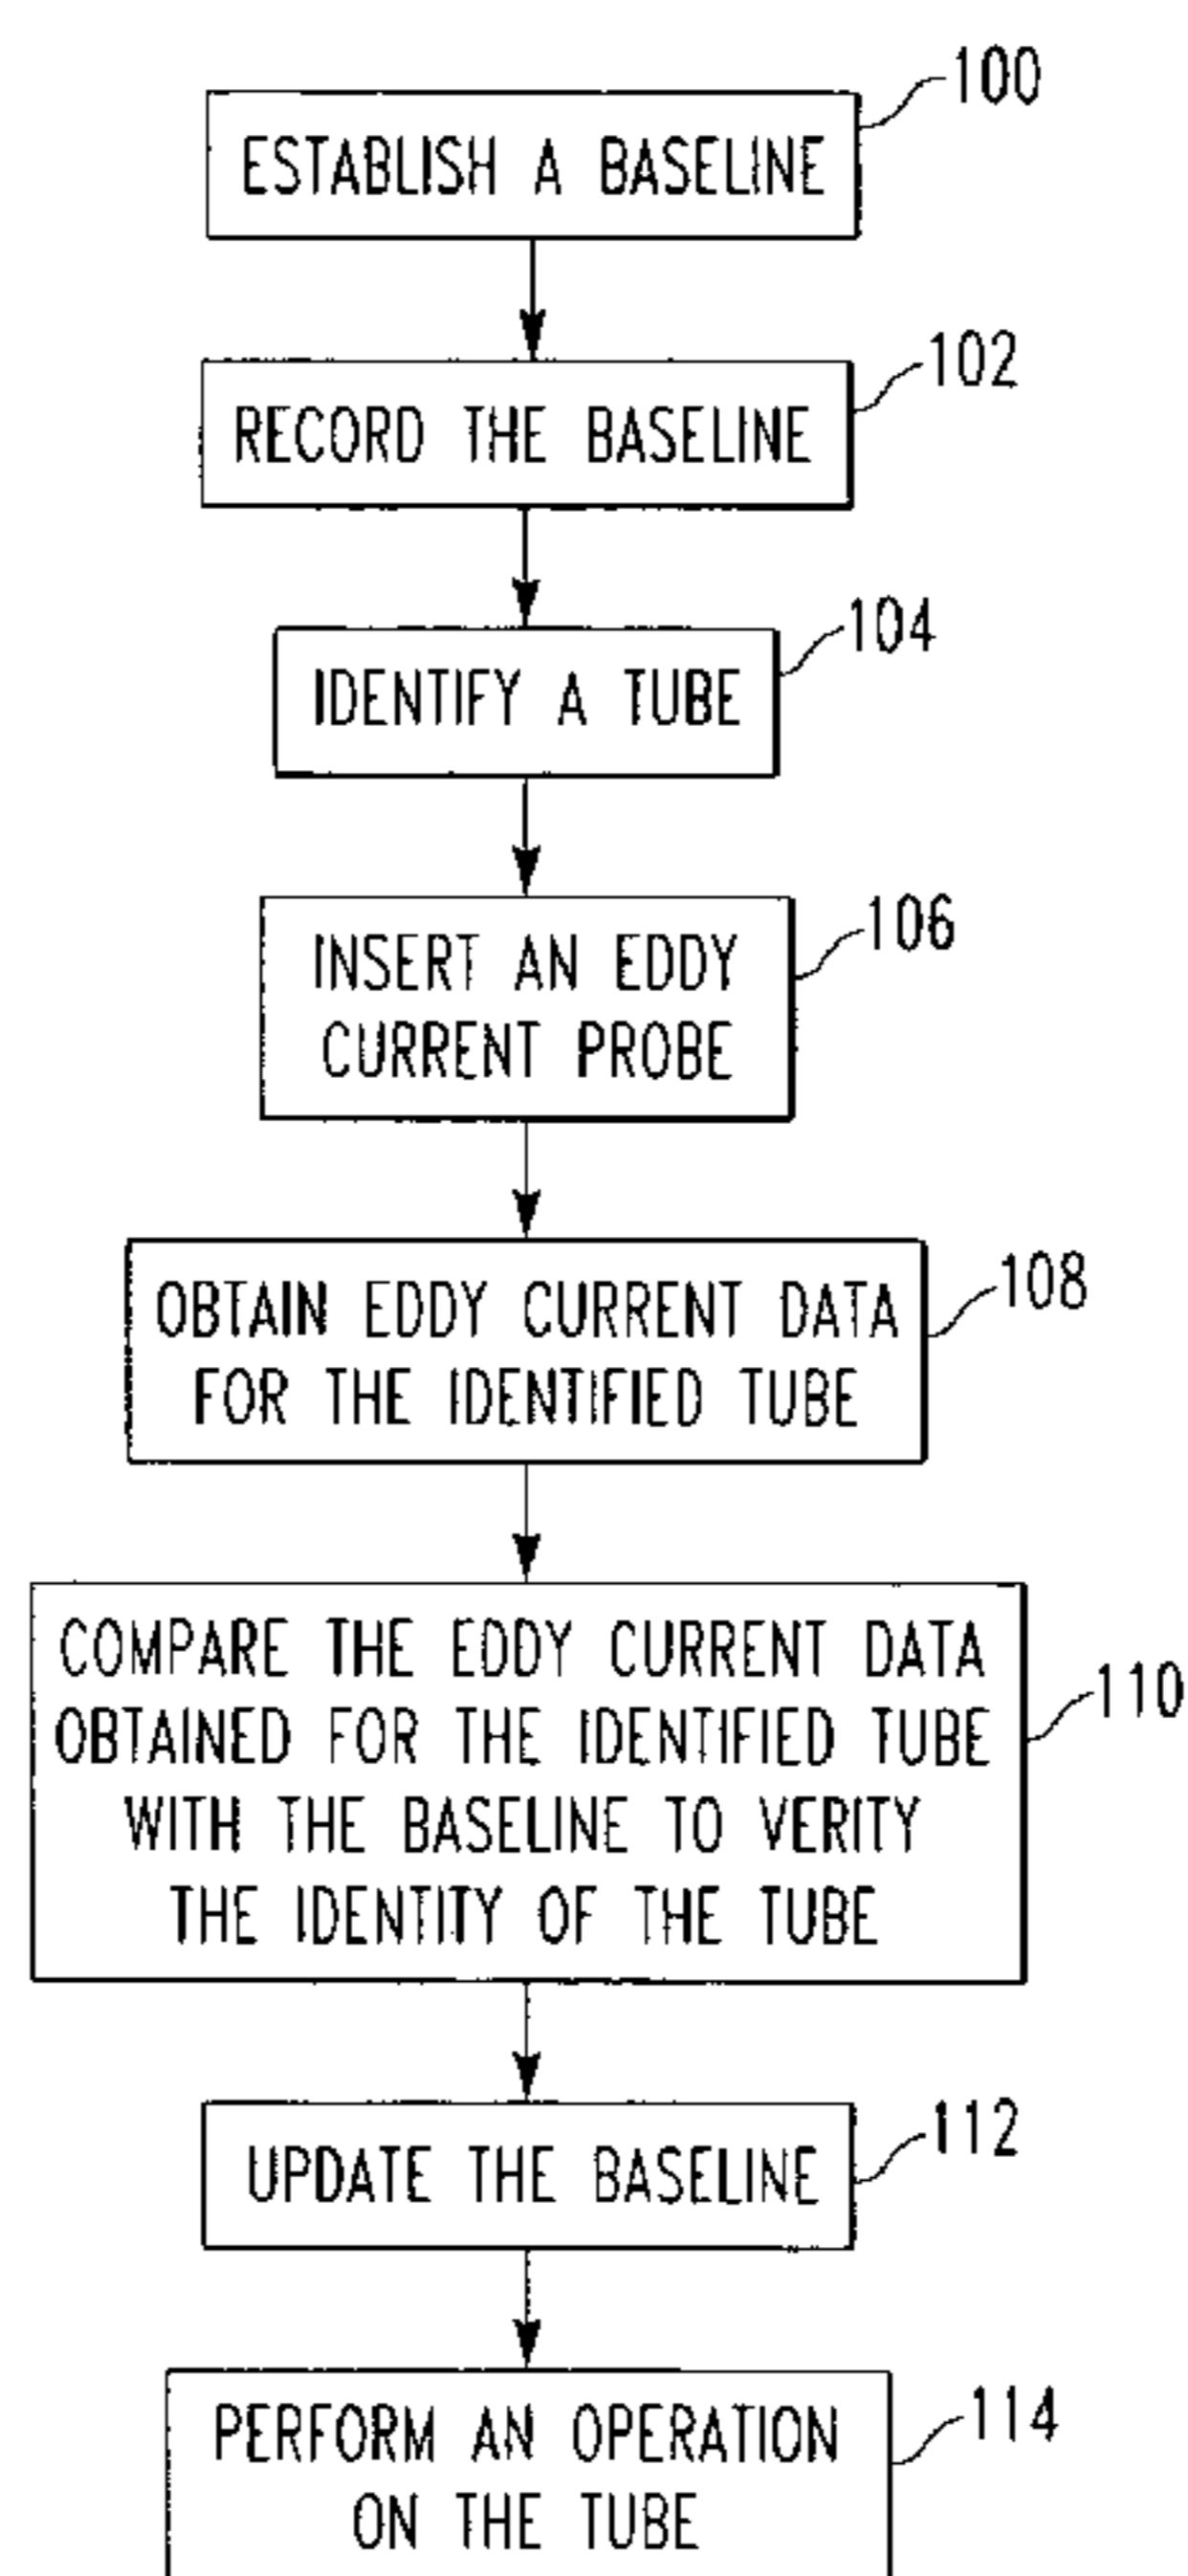 100
ESTABLISH A BASELINE
102
RECORD THE BASELINE
104
IDENTIFY A TUBE
106
INSERT AN EDDY
CURRENT PROBE
108
OBTAIN EDDY CURRENT DATA
FOR THE IDENTIFIED TUBE
110
COMPARE THE EDDY CURRENT DATA
OBTAINED FOR THE IDENTIFIED TUBE
WITH THE BASELINE TO VERITY
THE IDENTITY OF THE TUBE
112
UPDATE THE BASELINE
114
PERFORM AN OPERATION
ON THE TUBE